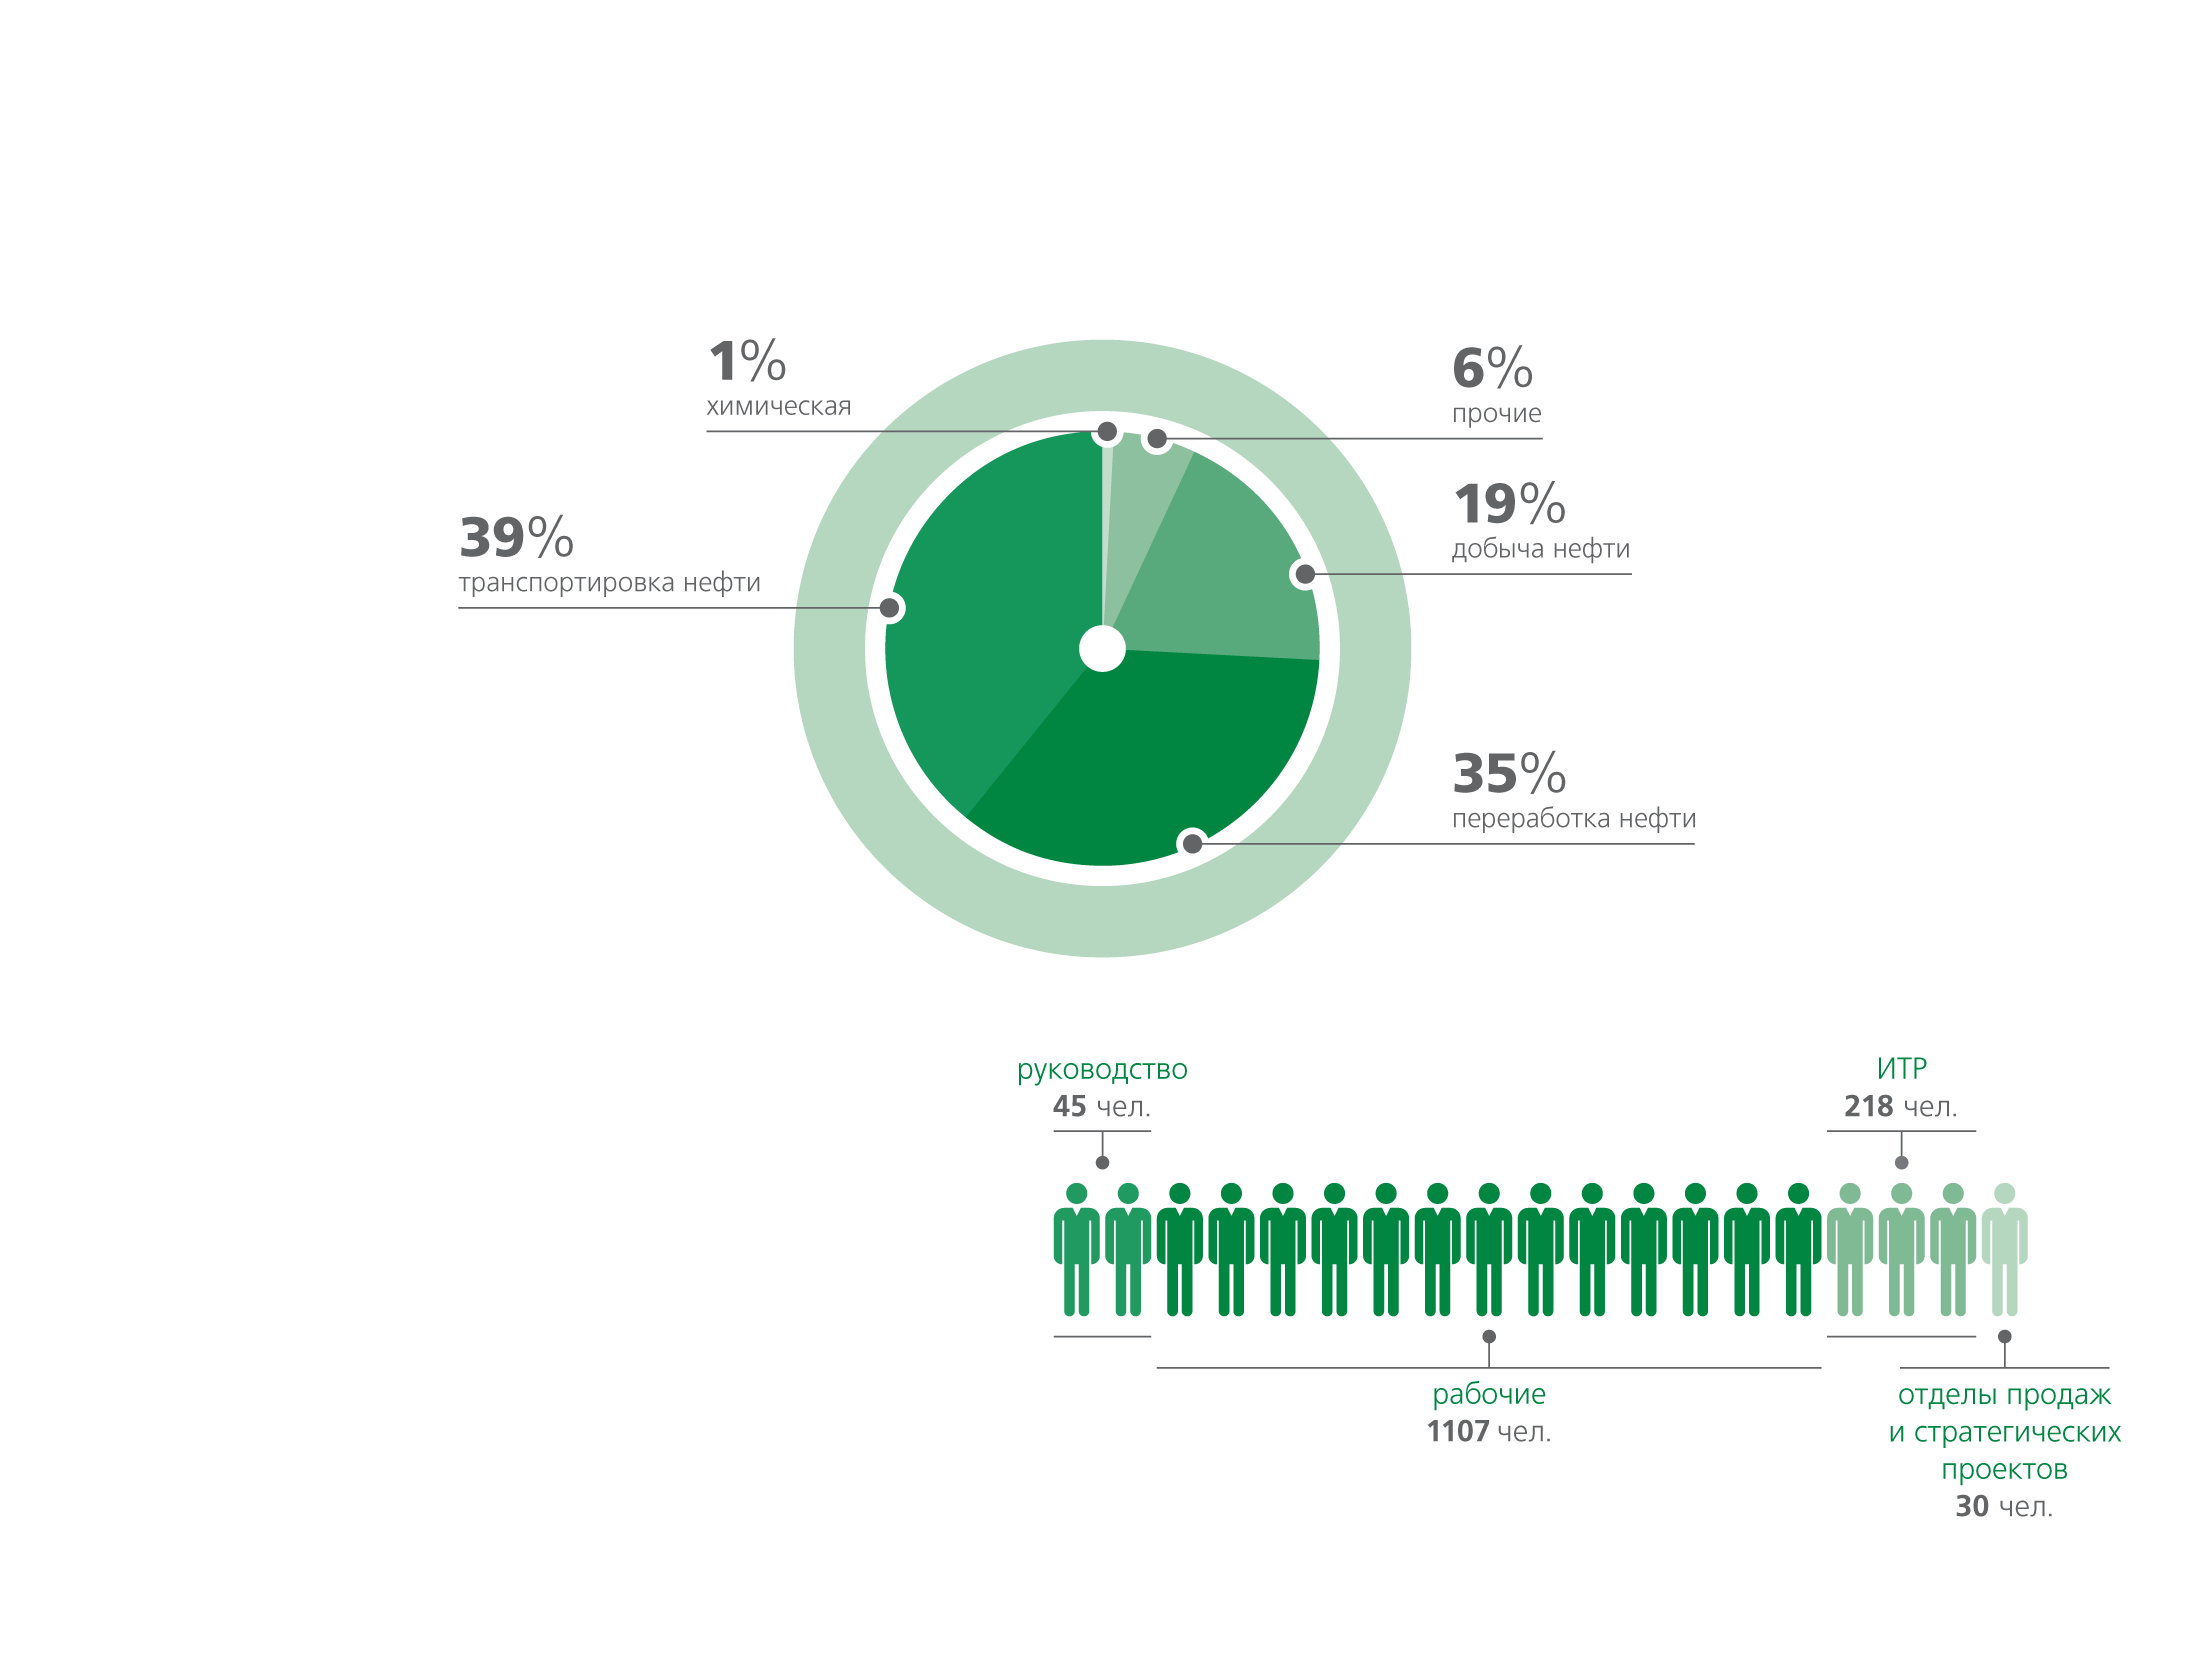 1%
химическая
6%
прочие
19%
добыча нефти
39%
транспортировка нефти
35%
переработка нефти
руководство
45 чел.
ИТР
218 чел.
рабочие
1107 чел.
отделы продаж
и стратегических
проектов
30 чел.